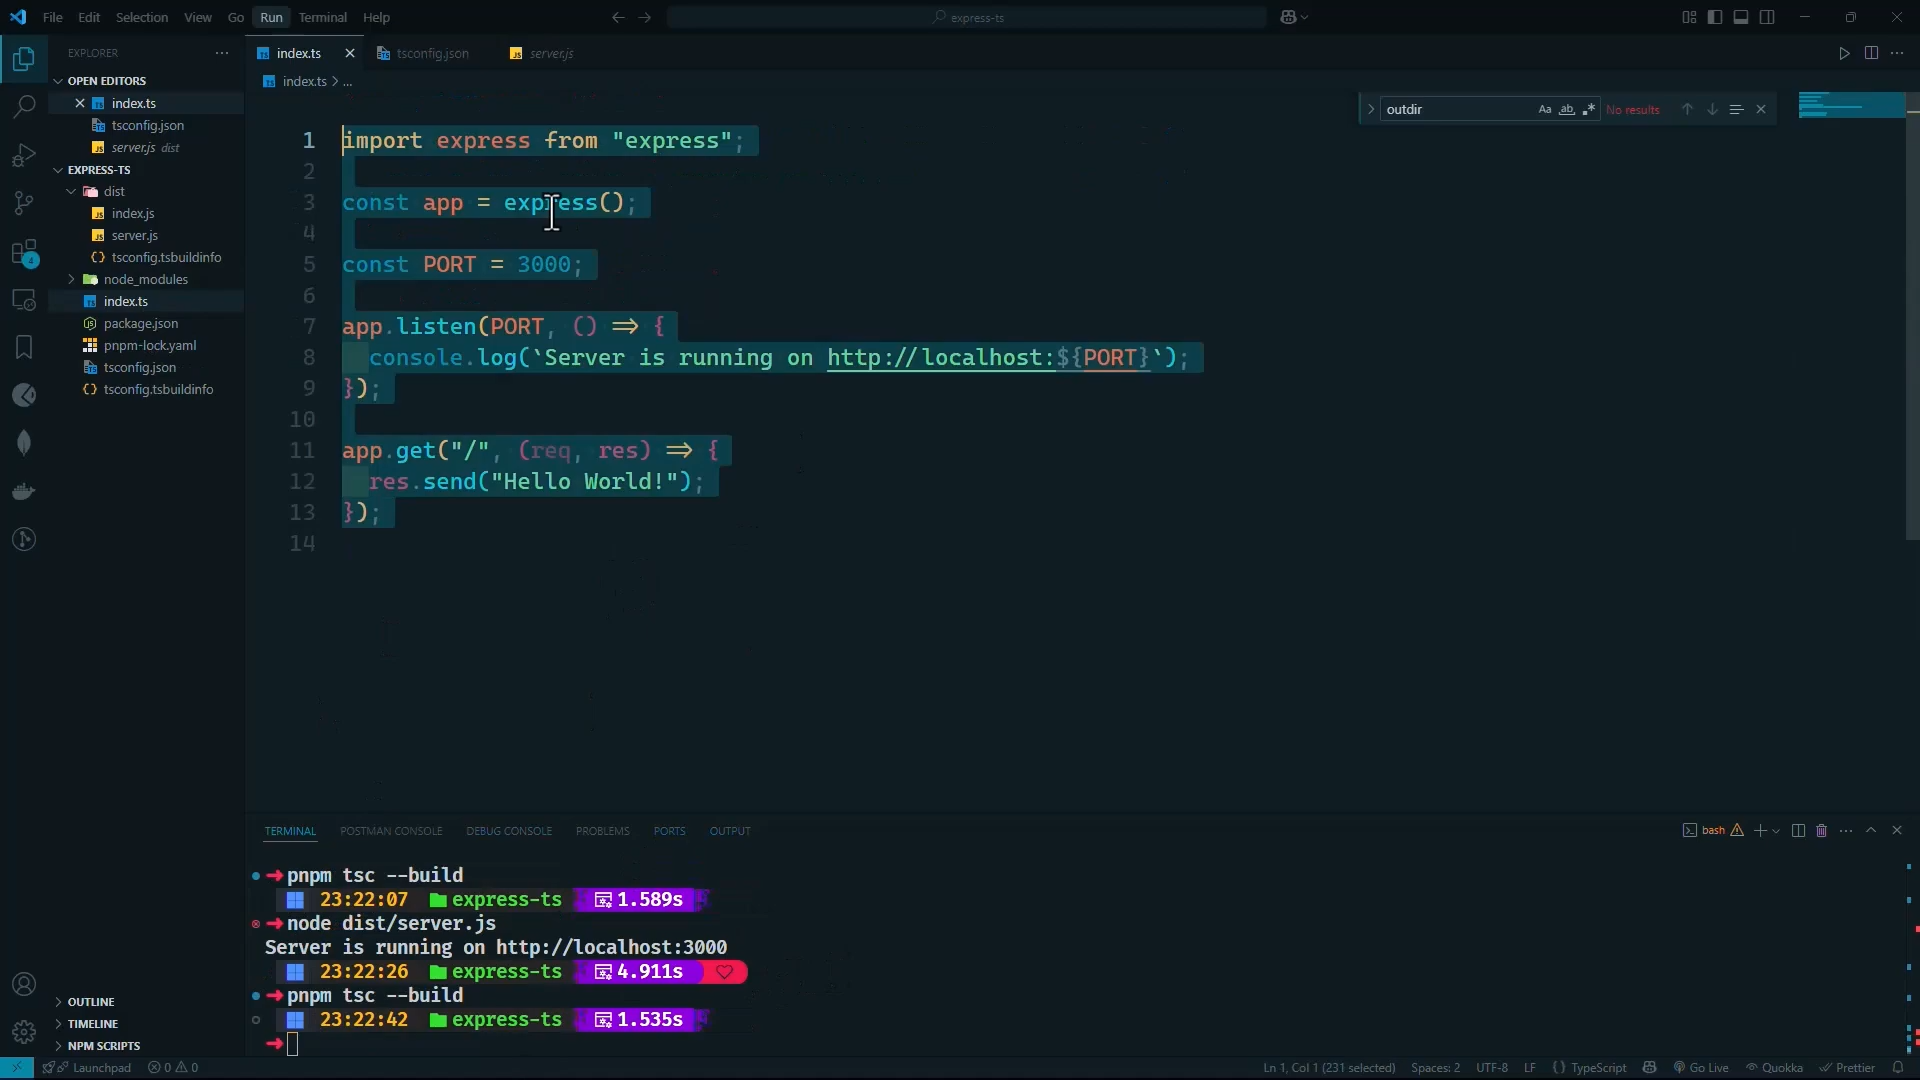 File Edit Selection View Go Run Terminal Help
express-ts
EXPLORER
OPEN EDITORS
index.ts
tsconfig.json
server.js dist
EXPRESS-TS
dist
index.js
server.js
tsconfig.tsbuildinfo
node_modules
index.ts
package.json
pnpm-lock.yaml
tsconfig.json
tsconfig.tsbuildinfo
OUTLINE
TIMELINE
NPM SCRIPTS
4
index.ts tsconfig.json server.js
index.ts > ...
outdir Aa ab .* No results
1 import express from "express";
2
3 const app = express();
4
5 const PORT = 3000;
6
7 app.listen(PORT, () => {
8 console.log(`Server is running on http://localhost:${PORT}`);
9 });
10
11 app.get("/", (req, res) => {
12 res.send("Hello World!");
13 });
14
TERMINAL POSTMAN CONSOLE DEBUG CONSOLE PROBLEMS PORTS OUTPUT
bash
pnpm tsc --build
23:22:07 express-ts 1.589s
node dist/server.js
Server is running on http://localhost:3000
23:22:26 express-ts 4.911s
pnpm tsc --build
23:22:42 express-ts 1.535s
Launchpad 0 0 Ln 1, Col 1 (231 selected) Spaces: 2 UTF-8 LF {} TypeScript Go Live Quokka Prettier